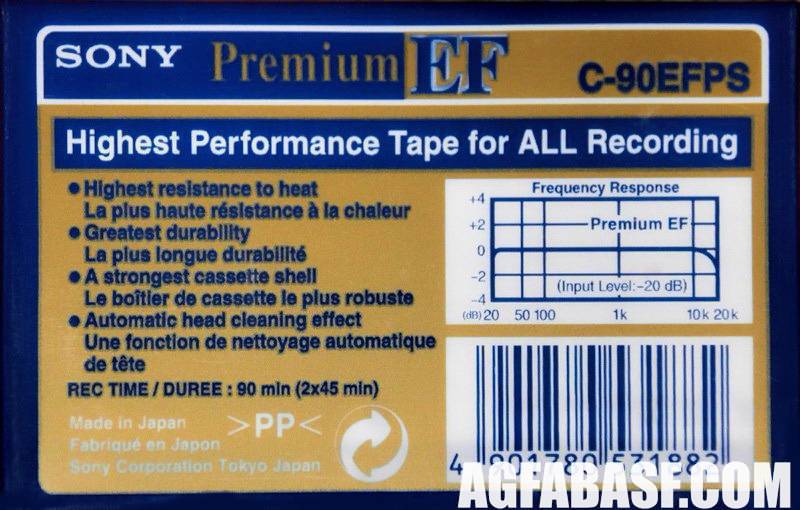 SONY Premium EF C-90EFPS
Highest Performance Tape for ALL Recording
• Highest resistance to heat
La plus haute résistance à la chaleur
• Greatest durability
La plus longue durabilité
• A strongest cassette shell
Le boîtier de cassette le plus robuste
• Automatic head cleaning effect
Une fonction de nettoyage automatique
de tête
REC TIME / DUREE : 90 min (2x45 min)
Made in Japan
Fabriqué en Japon
Sony Corporation Tokyo Japan
>PP<
Frequency Response
+4
+2
0
−2
−4
Premium EF
(Input Level:−20 dB)
(dB) 20 50 100 1k 10k 20k
AGFABASF.COM